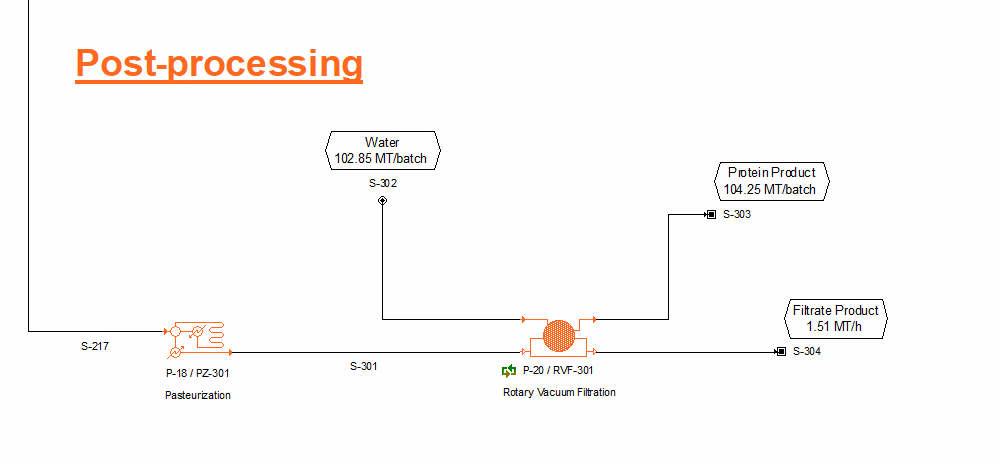 Post-processing
Water
102.85 MT/batch
S-302
Protein Product
104.25 MT/batch
S-303
Filtrate Product
1.51 MT/h
S-304
S-217
S-301
P-18 / PZ-301
Pasteurization
P-20 / RVF-301
Rotary Vacuum Filtration